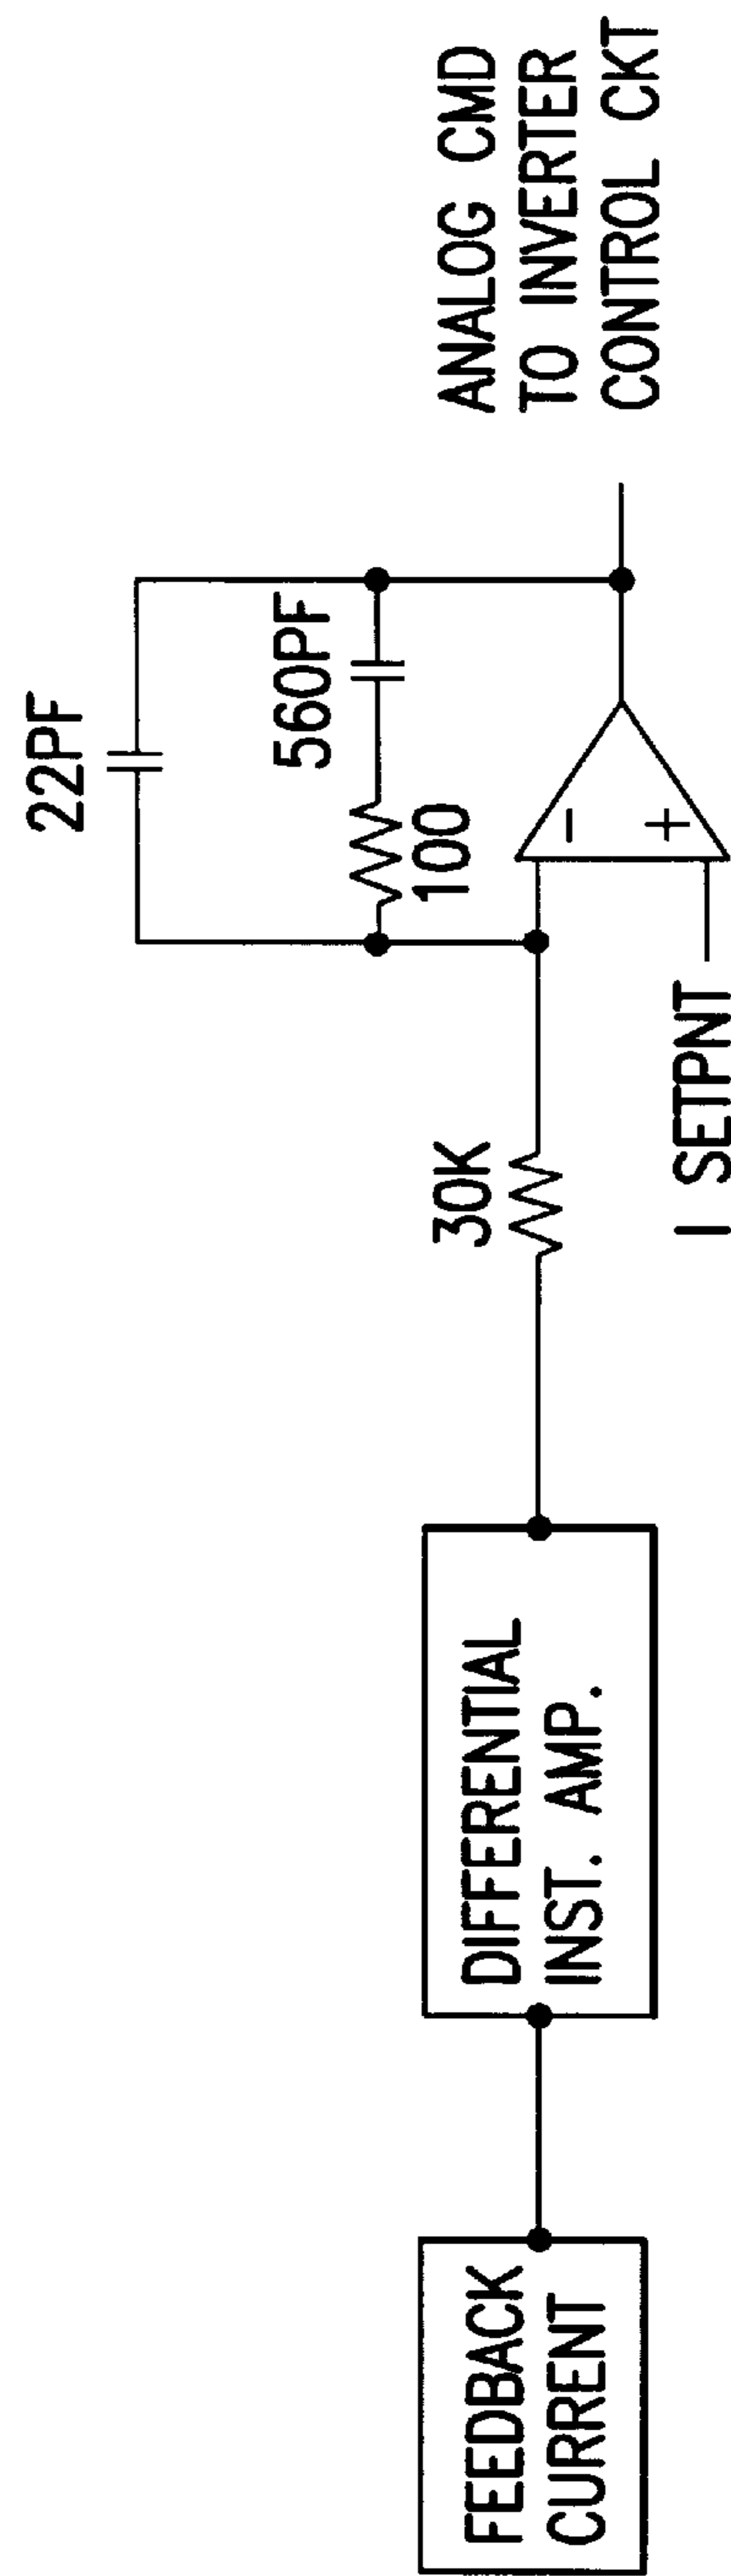 FEEDBACK
CURRENT
DIFFERENTIAL
INST. AMP.
30K
I SETPNT
22PF
560PF
100
-
+
ANALOG CMD
TO INVERTER
CONTROL CKT